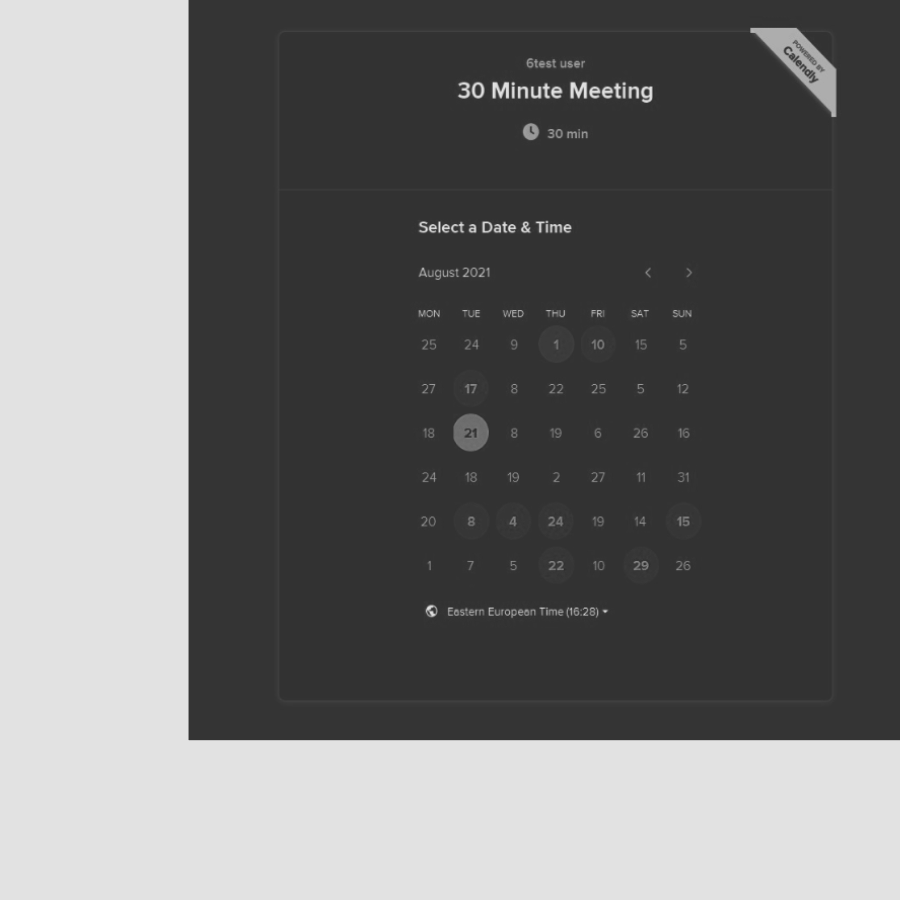 POWERED BY
Calendly
6test user
30 Minute Meeting
30 min
Select a Date & Time
August 2021
MON TUE WED THU FRI SAT SUN
25 24 9 1 10 15 5
27 17 8 22 25 5 12
18 21 8 19 6 26 16
24 18 19 2 27 11 31
20 8 4 24 19 14 15
1 7 5 22 10 29 26
Eastern European Time (16:28)